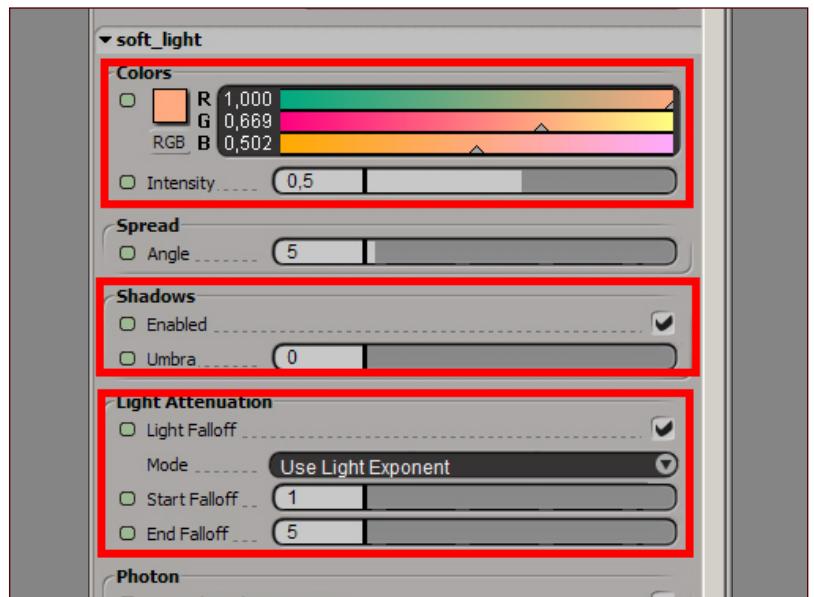 soft_light
Colors
R 1,000
G 0,669
RGB B 0,502
Intensity 0,5
Spread
Angle 5
Shadows
Enabled
Umbra 0
Light Attenuation
Light Falloff
Mode Use Light Exponent
Start Falloff 1
End Falloff 5
Photon